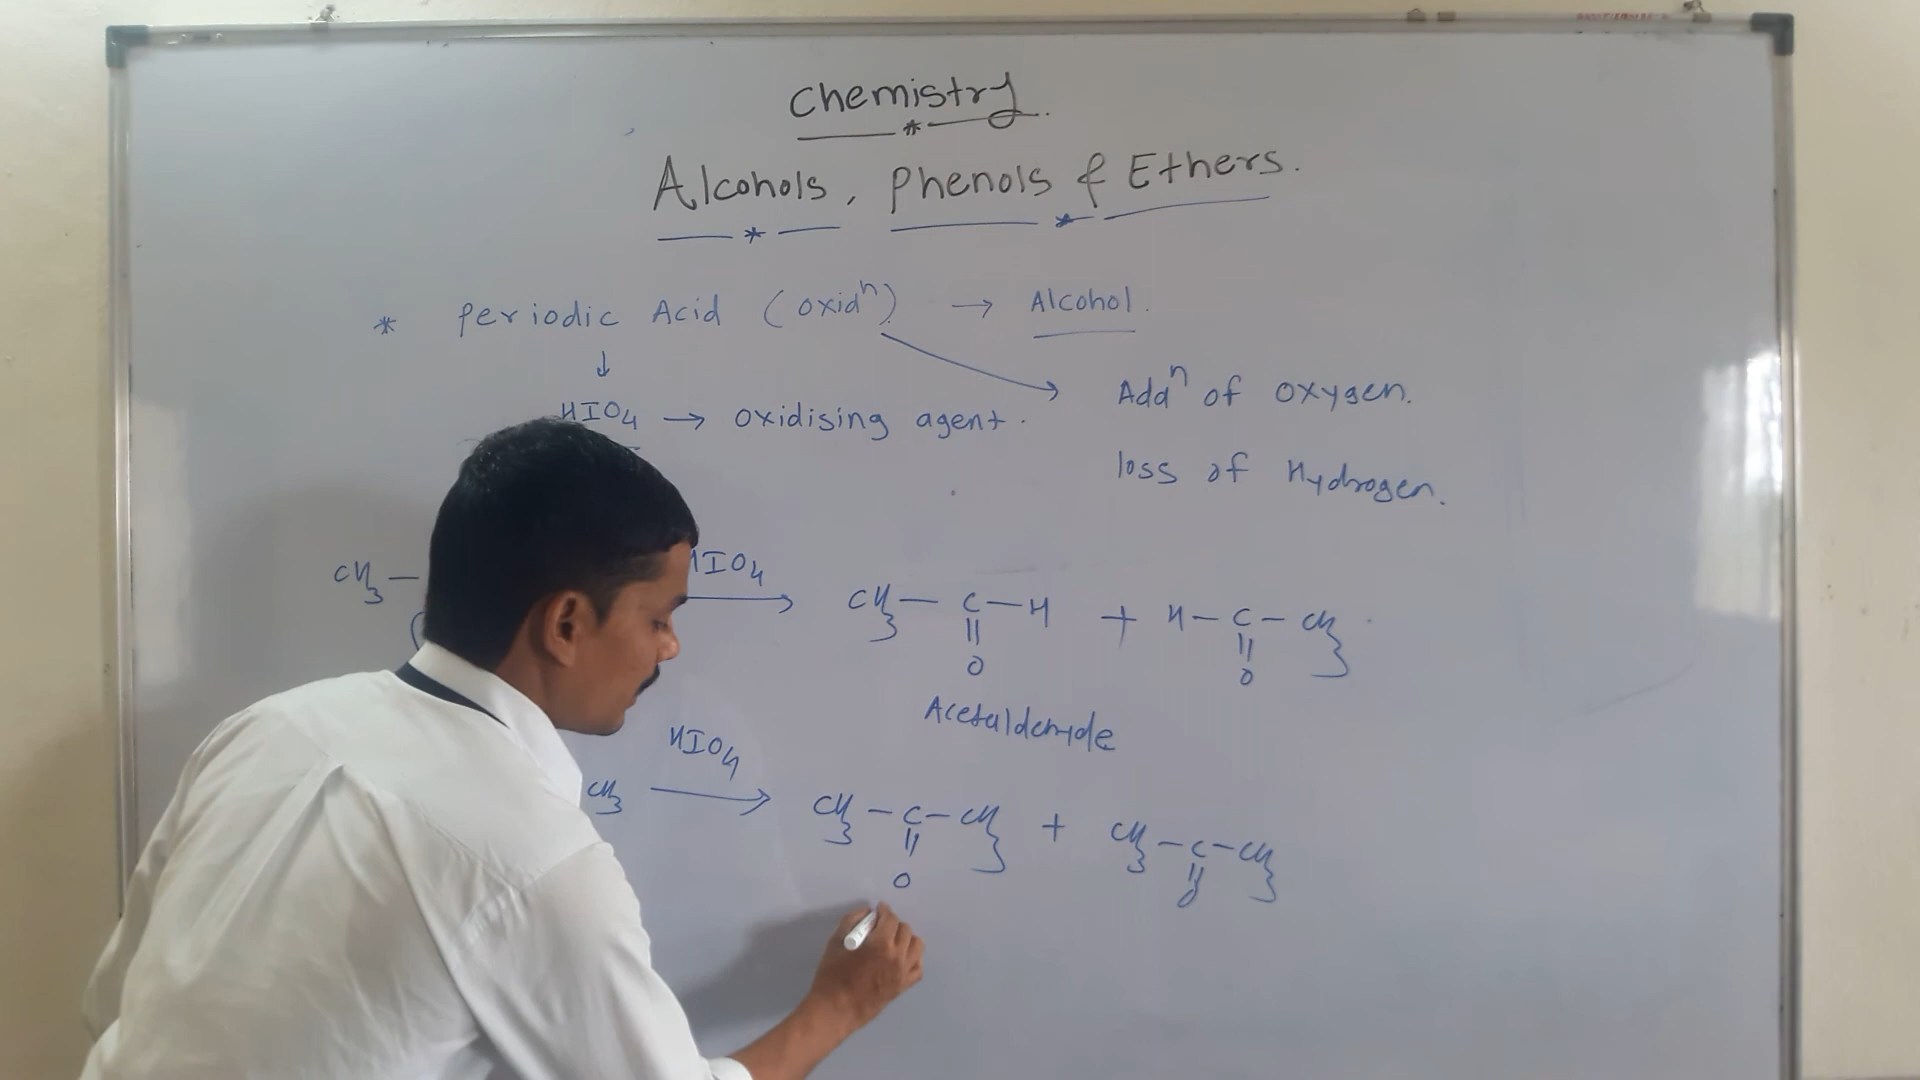 Chemistry.
Alcohols, Phenols & Ethers.
* Periodic Acid (oxidⁿ) → Alcohol.
↓
HIO4 → oxidising agent.
Addⁿ of oxygen.
loss of Hydrogen.
CH3 — HIO4 → CH3 — C — H + H — C — CH3
|| ||
O O
Acetaldehyde
CH3 HIO4 → CH3 — C — CH3 + CH3 — C — CH3
|| ||
O O